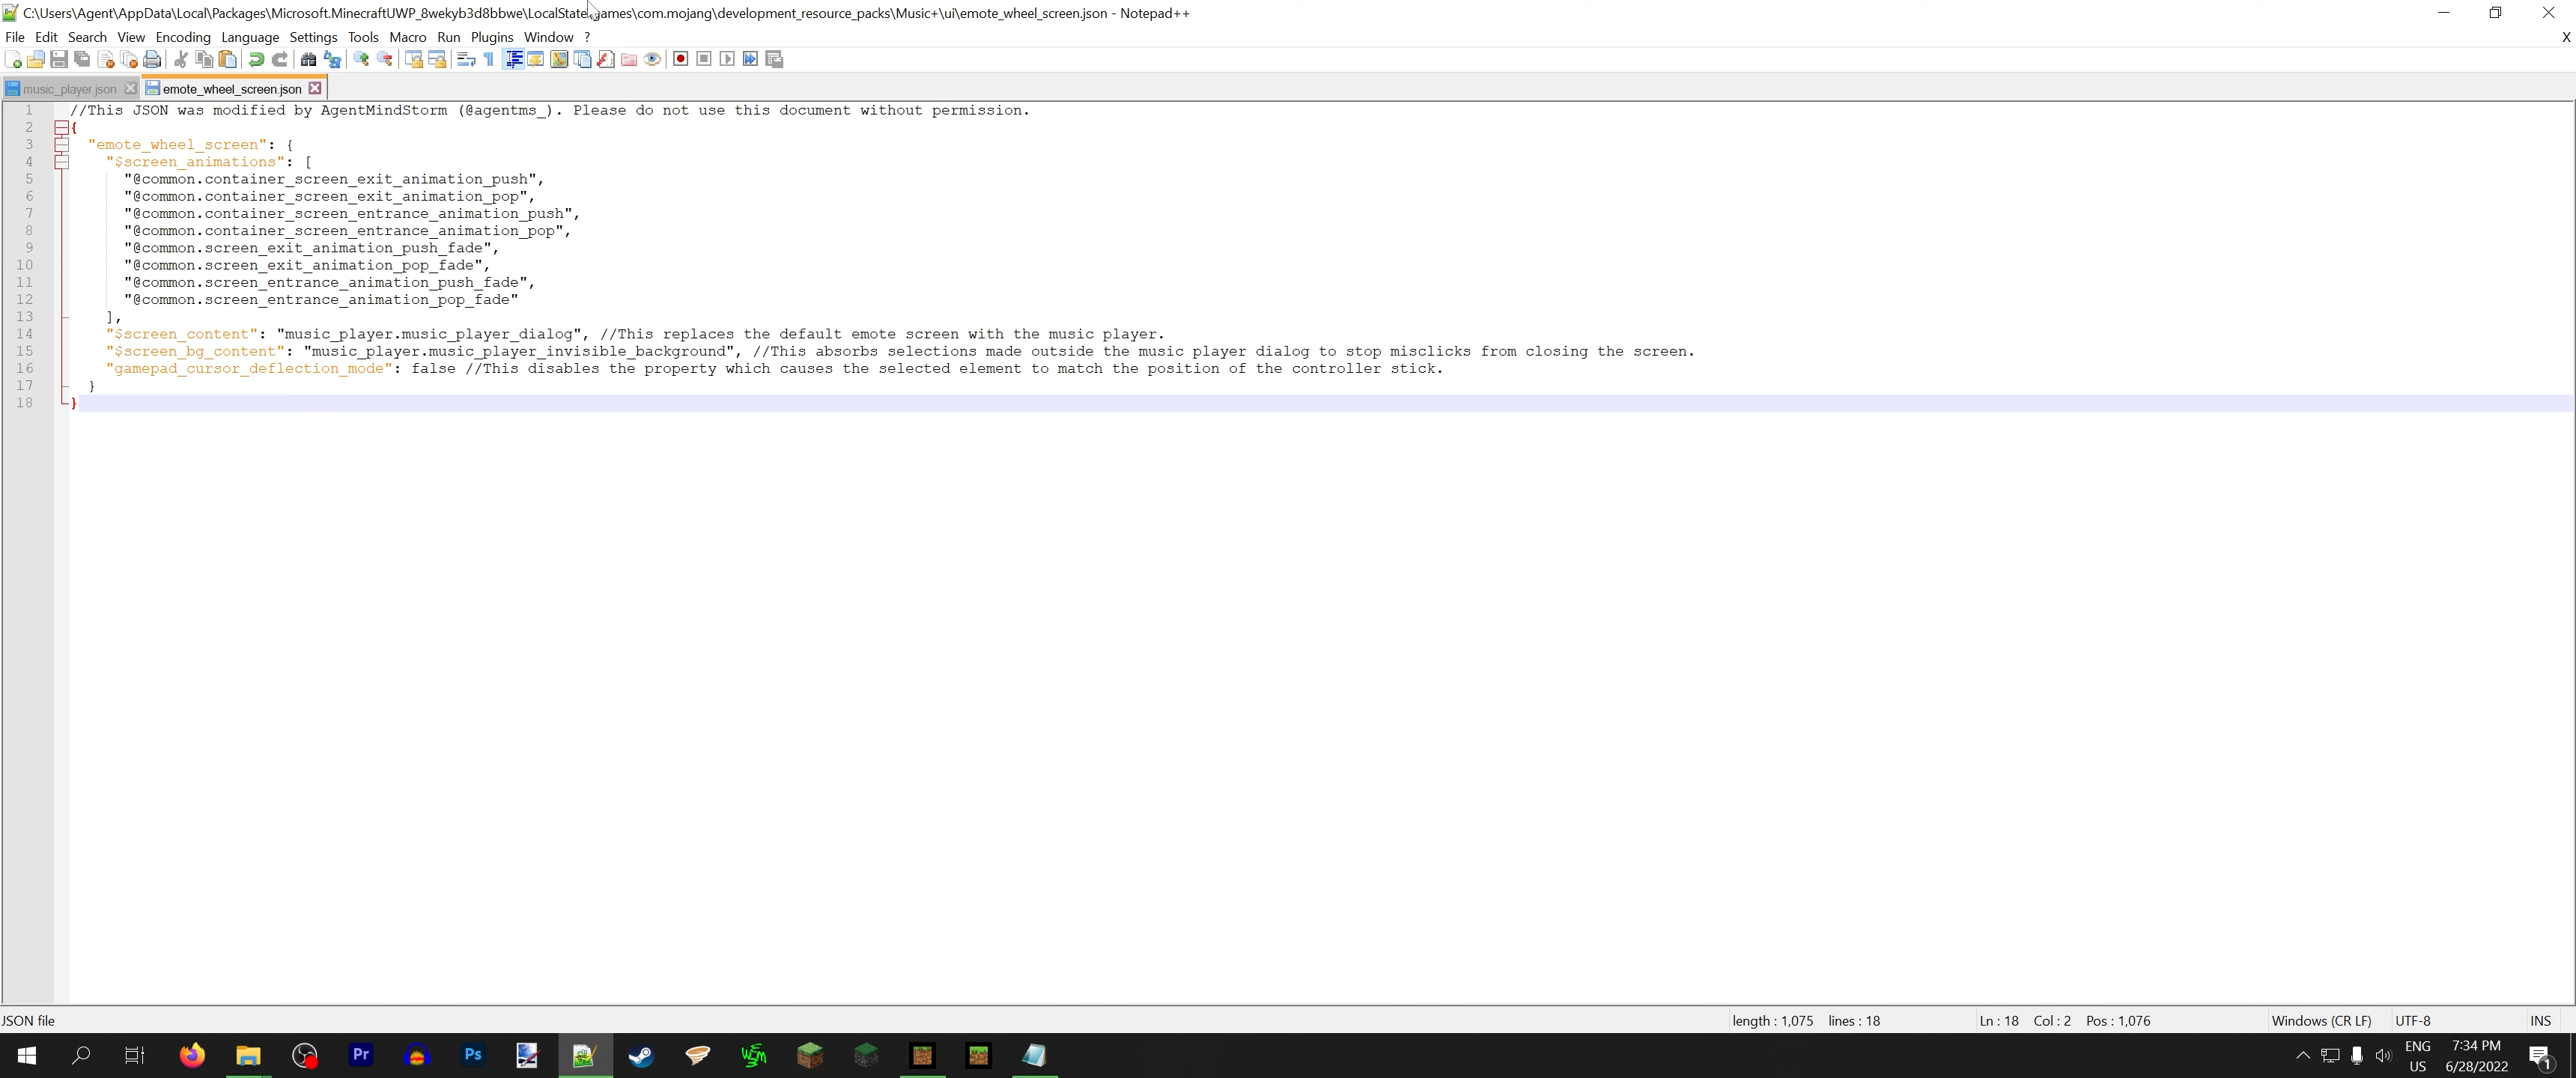 C:\Users\Agent\AppData\Local\Packages\Microsoft.MinecraftUWP_8wekyb3d8bbwe\LocalState\games\com.mojang\development_resource_packs\Music+\ui\emote_wheel_screen.json - Notepad++
File Edit Search View Encoding Language Settings Tools Macro Run Plugins Window ? X
music_player.json emote_wheel_screen.json
1 //This JSON was modified by AgentMindStorm (@agentms_). Please do not use this document without permission.
2 {
3 "emote_wheel_screen": {
4 "$screen_animations": [
5 "@common.container_screen_exit_animation_push",
6 "@common.container_screen_exit_animation_pop",
7 "@common.container_screen_entrance_animation_push",
8 "@common.container_screen_entrance_animation_pop",
9 "@common.screen_exit_animation_push_fade",
10 "@common.screen_exit_animation_pop_fade",
11 "@common.screen_entrance_animation_push_fade",
12 "@common.screen_entrance_animation_pop_fade"
13 ],
14 "$screen_content": "music_player.music_player_dialog", //This replaces the default emote screen with the music player.
15 "$screen_bg_content": "music_player.music_player_invisible_background", //This absorbs selections made outside the music player dialog to stop misclicks from closing the screen.
16 "gamepad_cursor_deflection_mode": false //This disables the property which causes the selected element to match the position of the controller stick.
17 }
18 }
JSON file length : 1,075 lines : 18 Ln : 18 Col : 2 Pos : 1,076 Windows (CR LF) UTF-8 INS
Pr Ps ENG 7:34 PM
US 6/28/2022 1